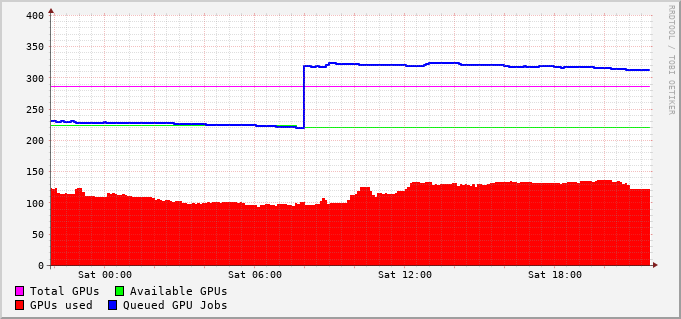 400
350
300
250
200
150
100
50
0
Sat 00:00 Sat 06:00 Sat 12:00 Sat 18:00
Total GPUs Available GPUs
GPUs used Queued GPU Jobs
RRDTOOL / TOBI OETIKER